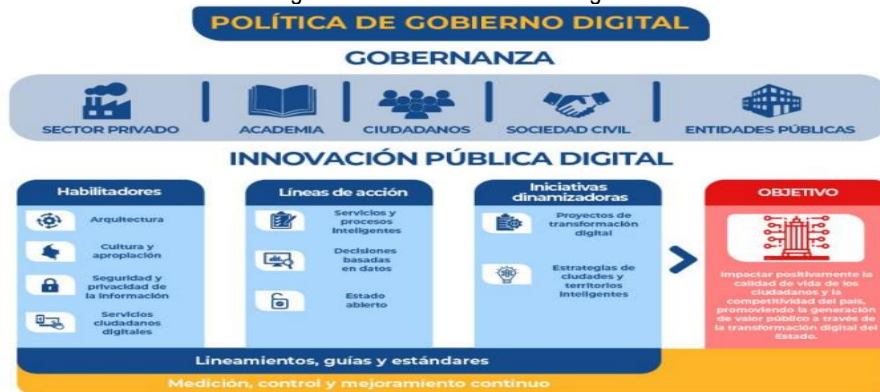 POLÍTICA DE GOBIERNO DIGITAL
GOBERNANZA
SECTOR PRIVADO
ACADEMIA
CIUDADANOS
SOCIEDAD CIVIL
ENTIDADES PÚBLICAS
INNOVACIÓN PÚBLICA DIGITAL
Habilitadores
Arquitectura
Cultura y
apropiación
Seguridad y
privacidad de
la información
Servicios
ciudadanos
digitales
Líneas de acción
Servicios y
procesos
Inteligentes
Decisiones
basadas
en datos
Estado
abierto
Iniciativas
dinamizadoras
Proyectos de
transformación
digital
Estrategias de
ciudades y
territorios
Inteligentes
OBJETIVO
Impactar positivamente la
calidad de vida de los
ciudadanos y la
competitividad del país,
promoviendo la generación
de valor público a través de
la transformación digital del
Estado.
Lineamientos, guías y estándares
Medición, control y mejoramiento continuo